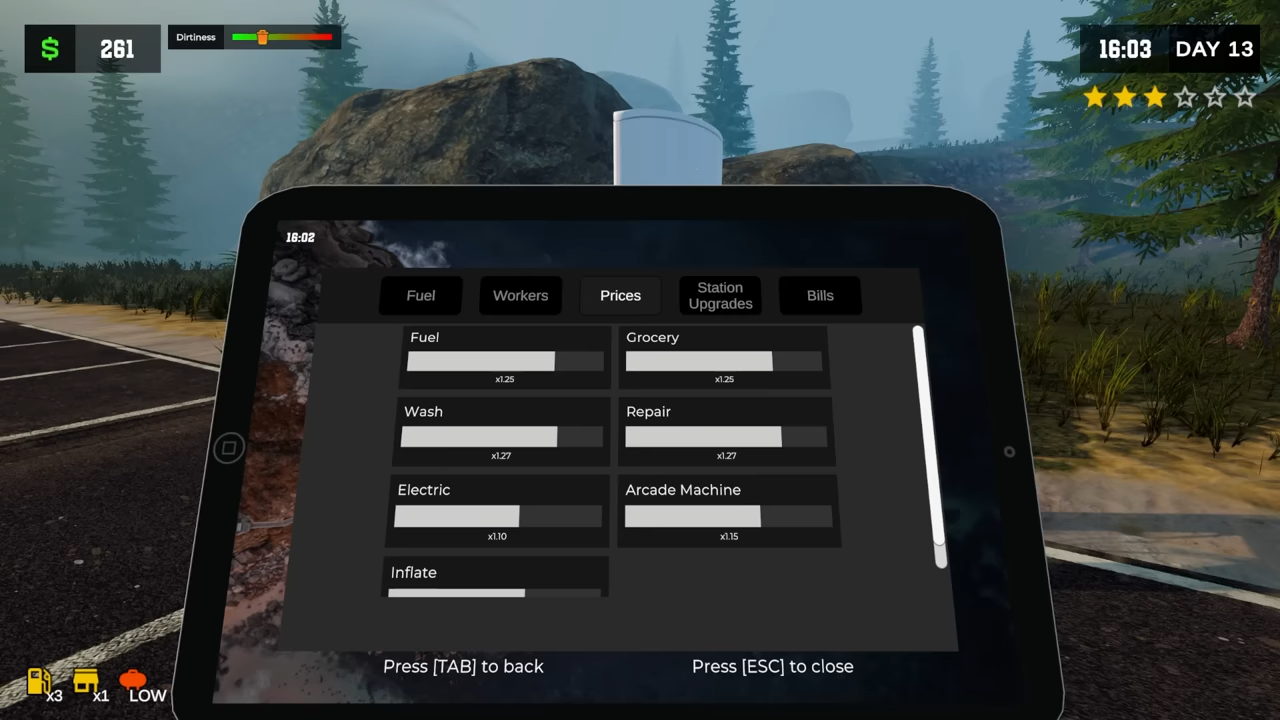 $ 261
Dirtiness
16:03 DAY 13
16:02
Fuel
Workers
Prices
Station
Upgrades
Bills
Fuel
x1.25
Grocery
x1.25
Wash
x1.27
Repair
x1.27
Electric
x1.10
Arcade Machine
x1.15
Inflate
Press [TAB] to back
Press [ESC] to close
x3
x1
LOW